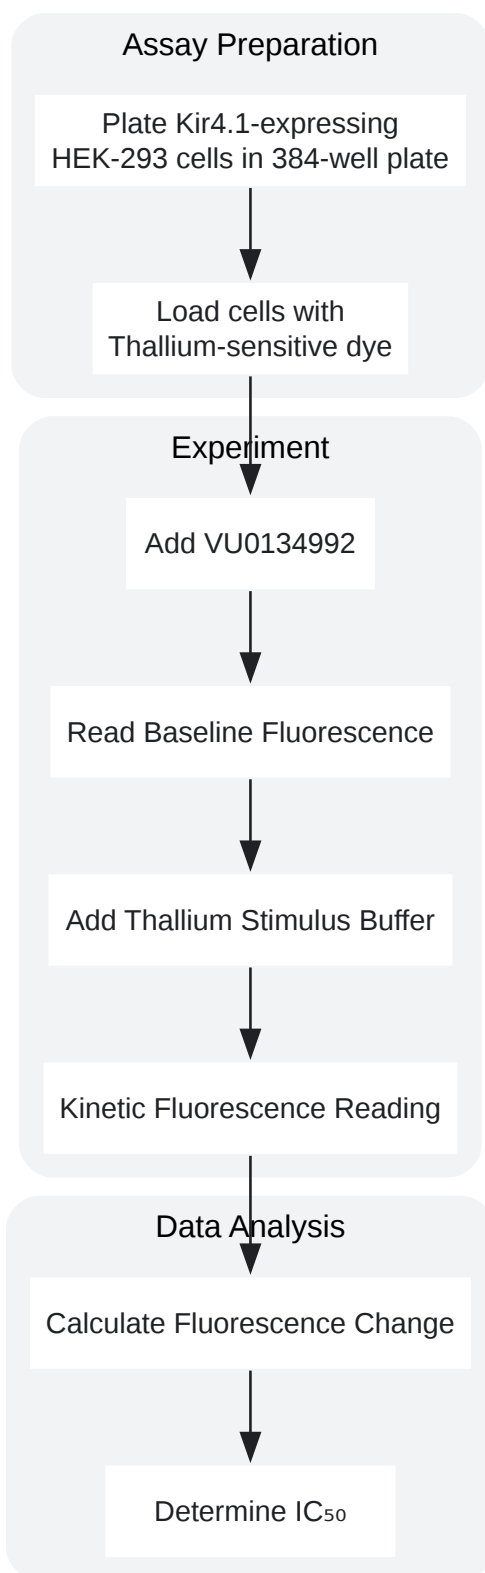 Assay Preparation
Plate Kir4.1-expressing
HEK-293 cells in 384-well plate
Load cells with
Thallium-sensitive dye
Experiment
Add VU0134992
Read Baseline Fluorescence
Add Thallium Stimulus Buffer
Kinetic Fluorescence Reading
Data Analysis
Calculate Fluorescence Change
Determine IC₅₀